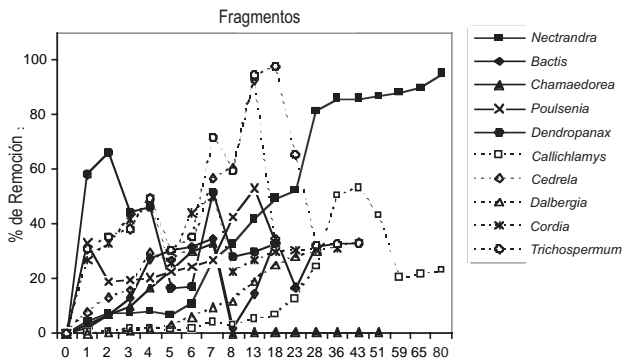 Fragmentos
% de Remoción :
100
80
60
40
20
0
0 1 2 3 4 5 6 7 8 13 18 23 28 36 43 51 59 65 80
Nectrandra
Bactis
Chamaedorea
Poulsenia
Dendropanax
Callichlamys
Cedrela
Dalbergia
Cordia
Trichospermum